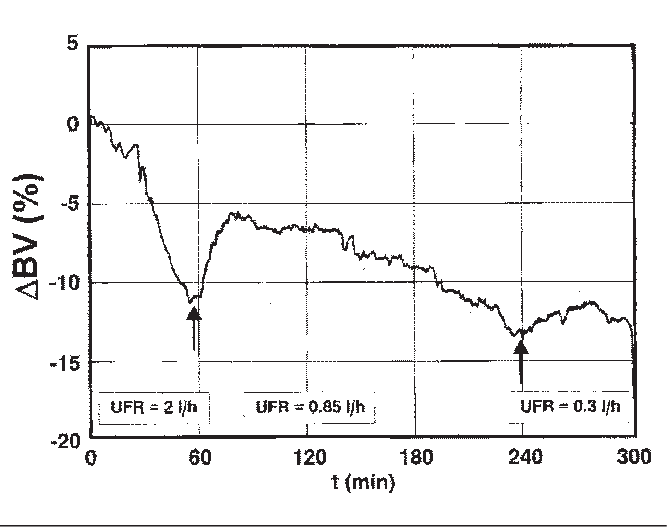 5
0
-5
-10
-15
-20
ΔBV (%)
UFR = 2 l/h
UFR = 0.85 l/h
UFR = 0.3 l/h
0 60 120 180 240 300
t (min)